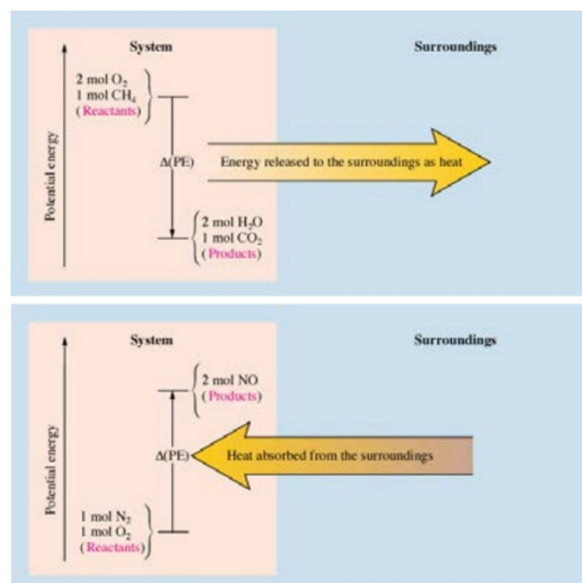 System
Surroundings
Potential energy
2 mol O₂
1 mol CH₄
(Reactants)
Δ(PE)
Energy released to the surroundings as heat
2 mol H₂O
1 mol CO₂
(Products)
System
Surroundings
Potential energy
2 mol NO
(Products)
Δ(PE)
Heat absorbed from the surroundings
1 mol N₂
1 mol O₂
(Reactants)